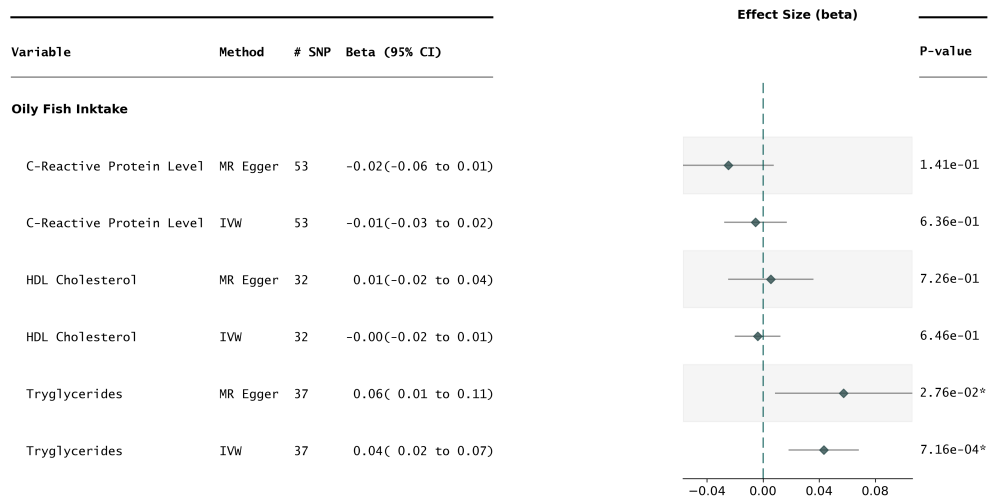 Effect Size (beta)
Variable Method # SNP Beta (95% CI) P-value
Oily Fish Inktake
C-Reactive Protein Level MR Egger 53 -0.02(-0.06 to 0.01) 1.41e-01
C-Reactive Protein Level IVW 53 -0.01(-0.03 to 0.02) 6.36e-01
HDL Cholesterol MR Egger 32 0.01(-0.02 to 0.04) 7.26e-01
HDL Cholesterol IVW 32 -0.00(-0.02 to 0.01) 6.46e-01
Tryglycerides MR Egger 37 0.06( 0.01 to 0.11) 2.76e-02*
Tryglycerides IVW 37 0.04( 0.02 to 0.07) 7.16e-04*
−0.04 0.00 0.04 0.08